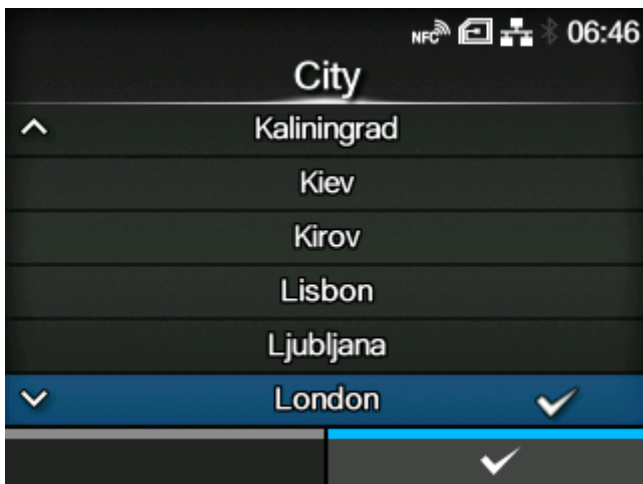 NFC 06:46
City
Kaliningrad
Kiev
Kirov
Lisbon
Ljubljana
London